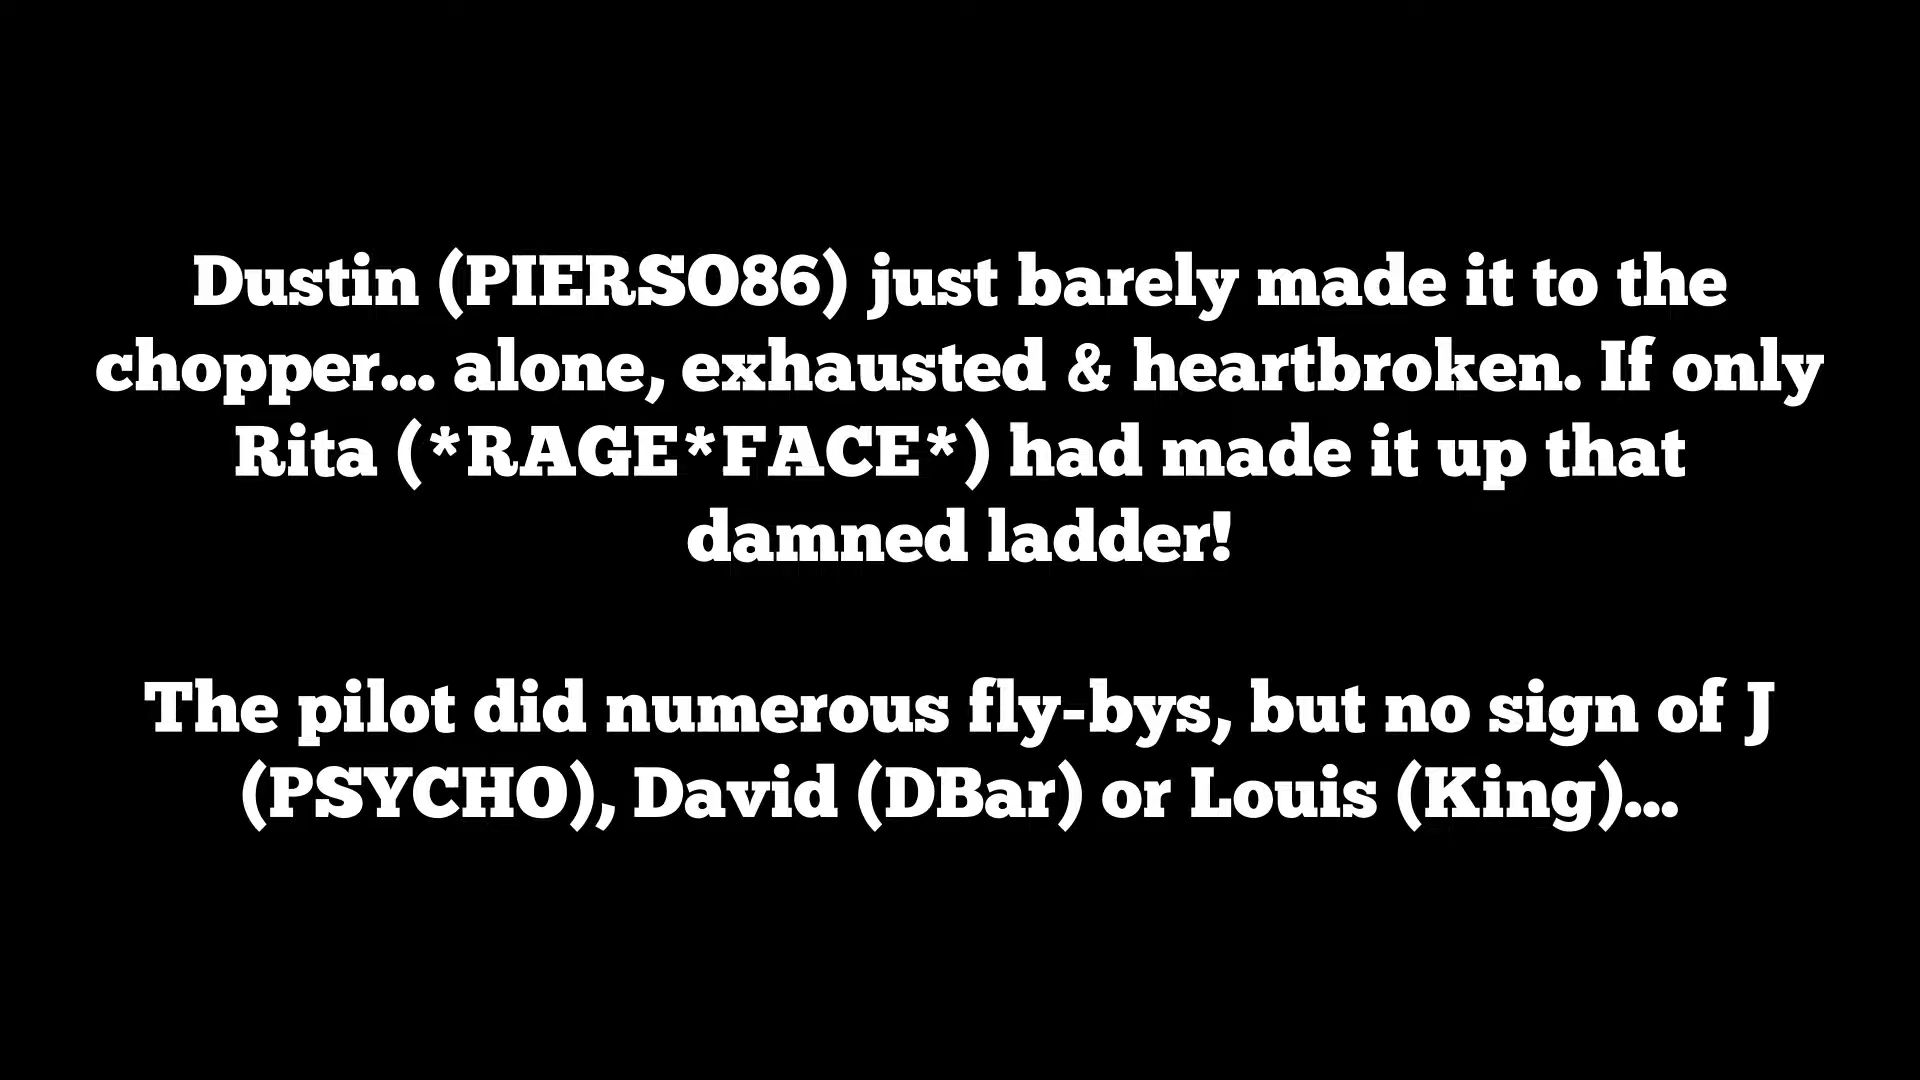 Dustin (PIERSO86) just barely made it to the
chopper... alone, exhausted & heartbroken. If only
Rita (*RAGE*FACE*) had made it up that
damned ladder!
The pilot did numerous fly-bys, but no sign of J
(PSYCHO), David (DBar) or Louis (King)...